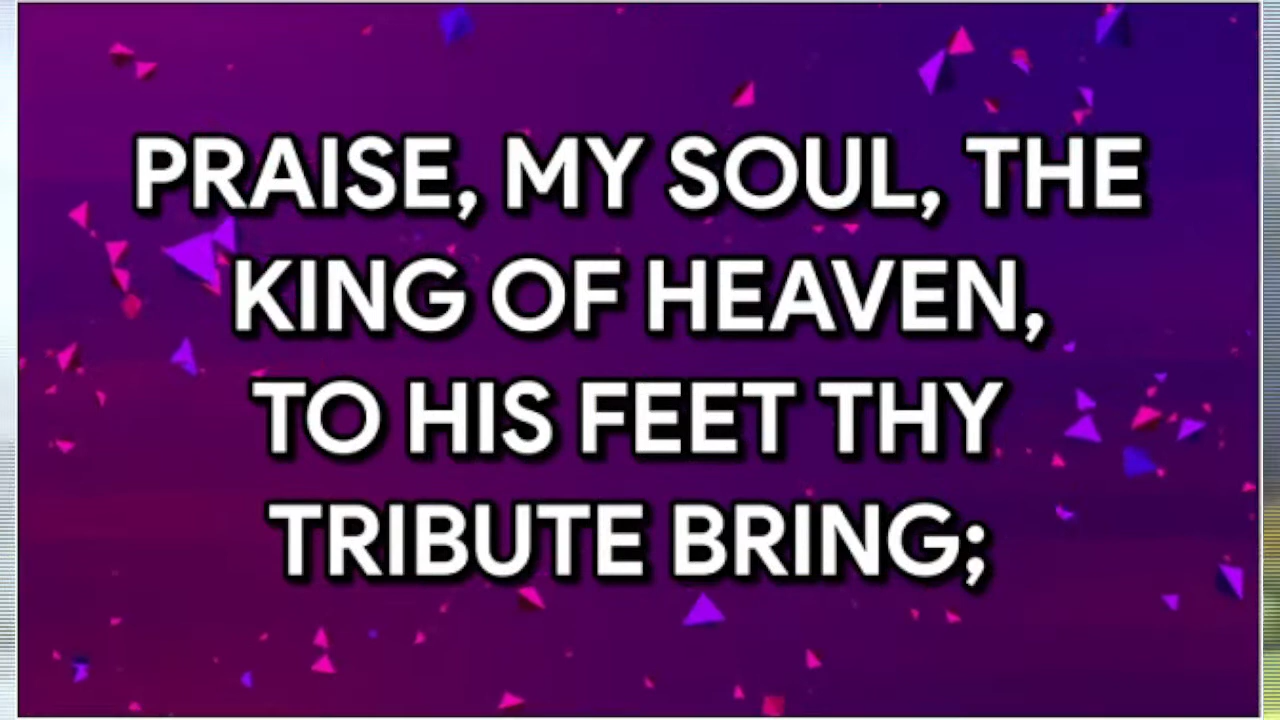 PRAISE, MY SOUL, THE
KING OF HEAVEN,
TO HIS FEET THY
TRIBUTE BRING;